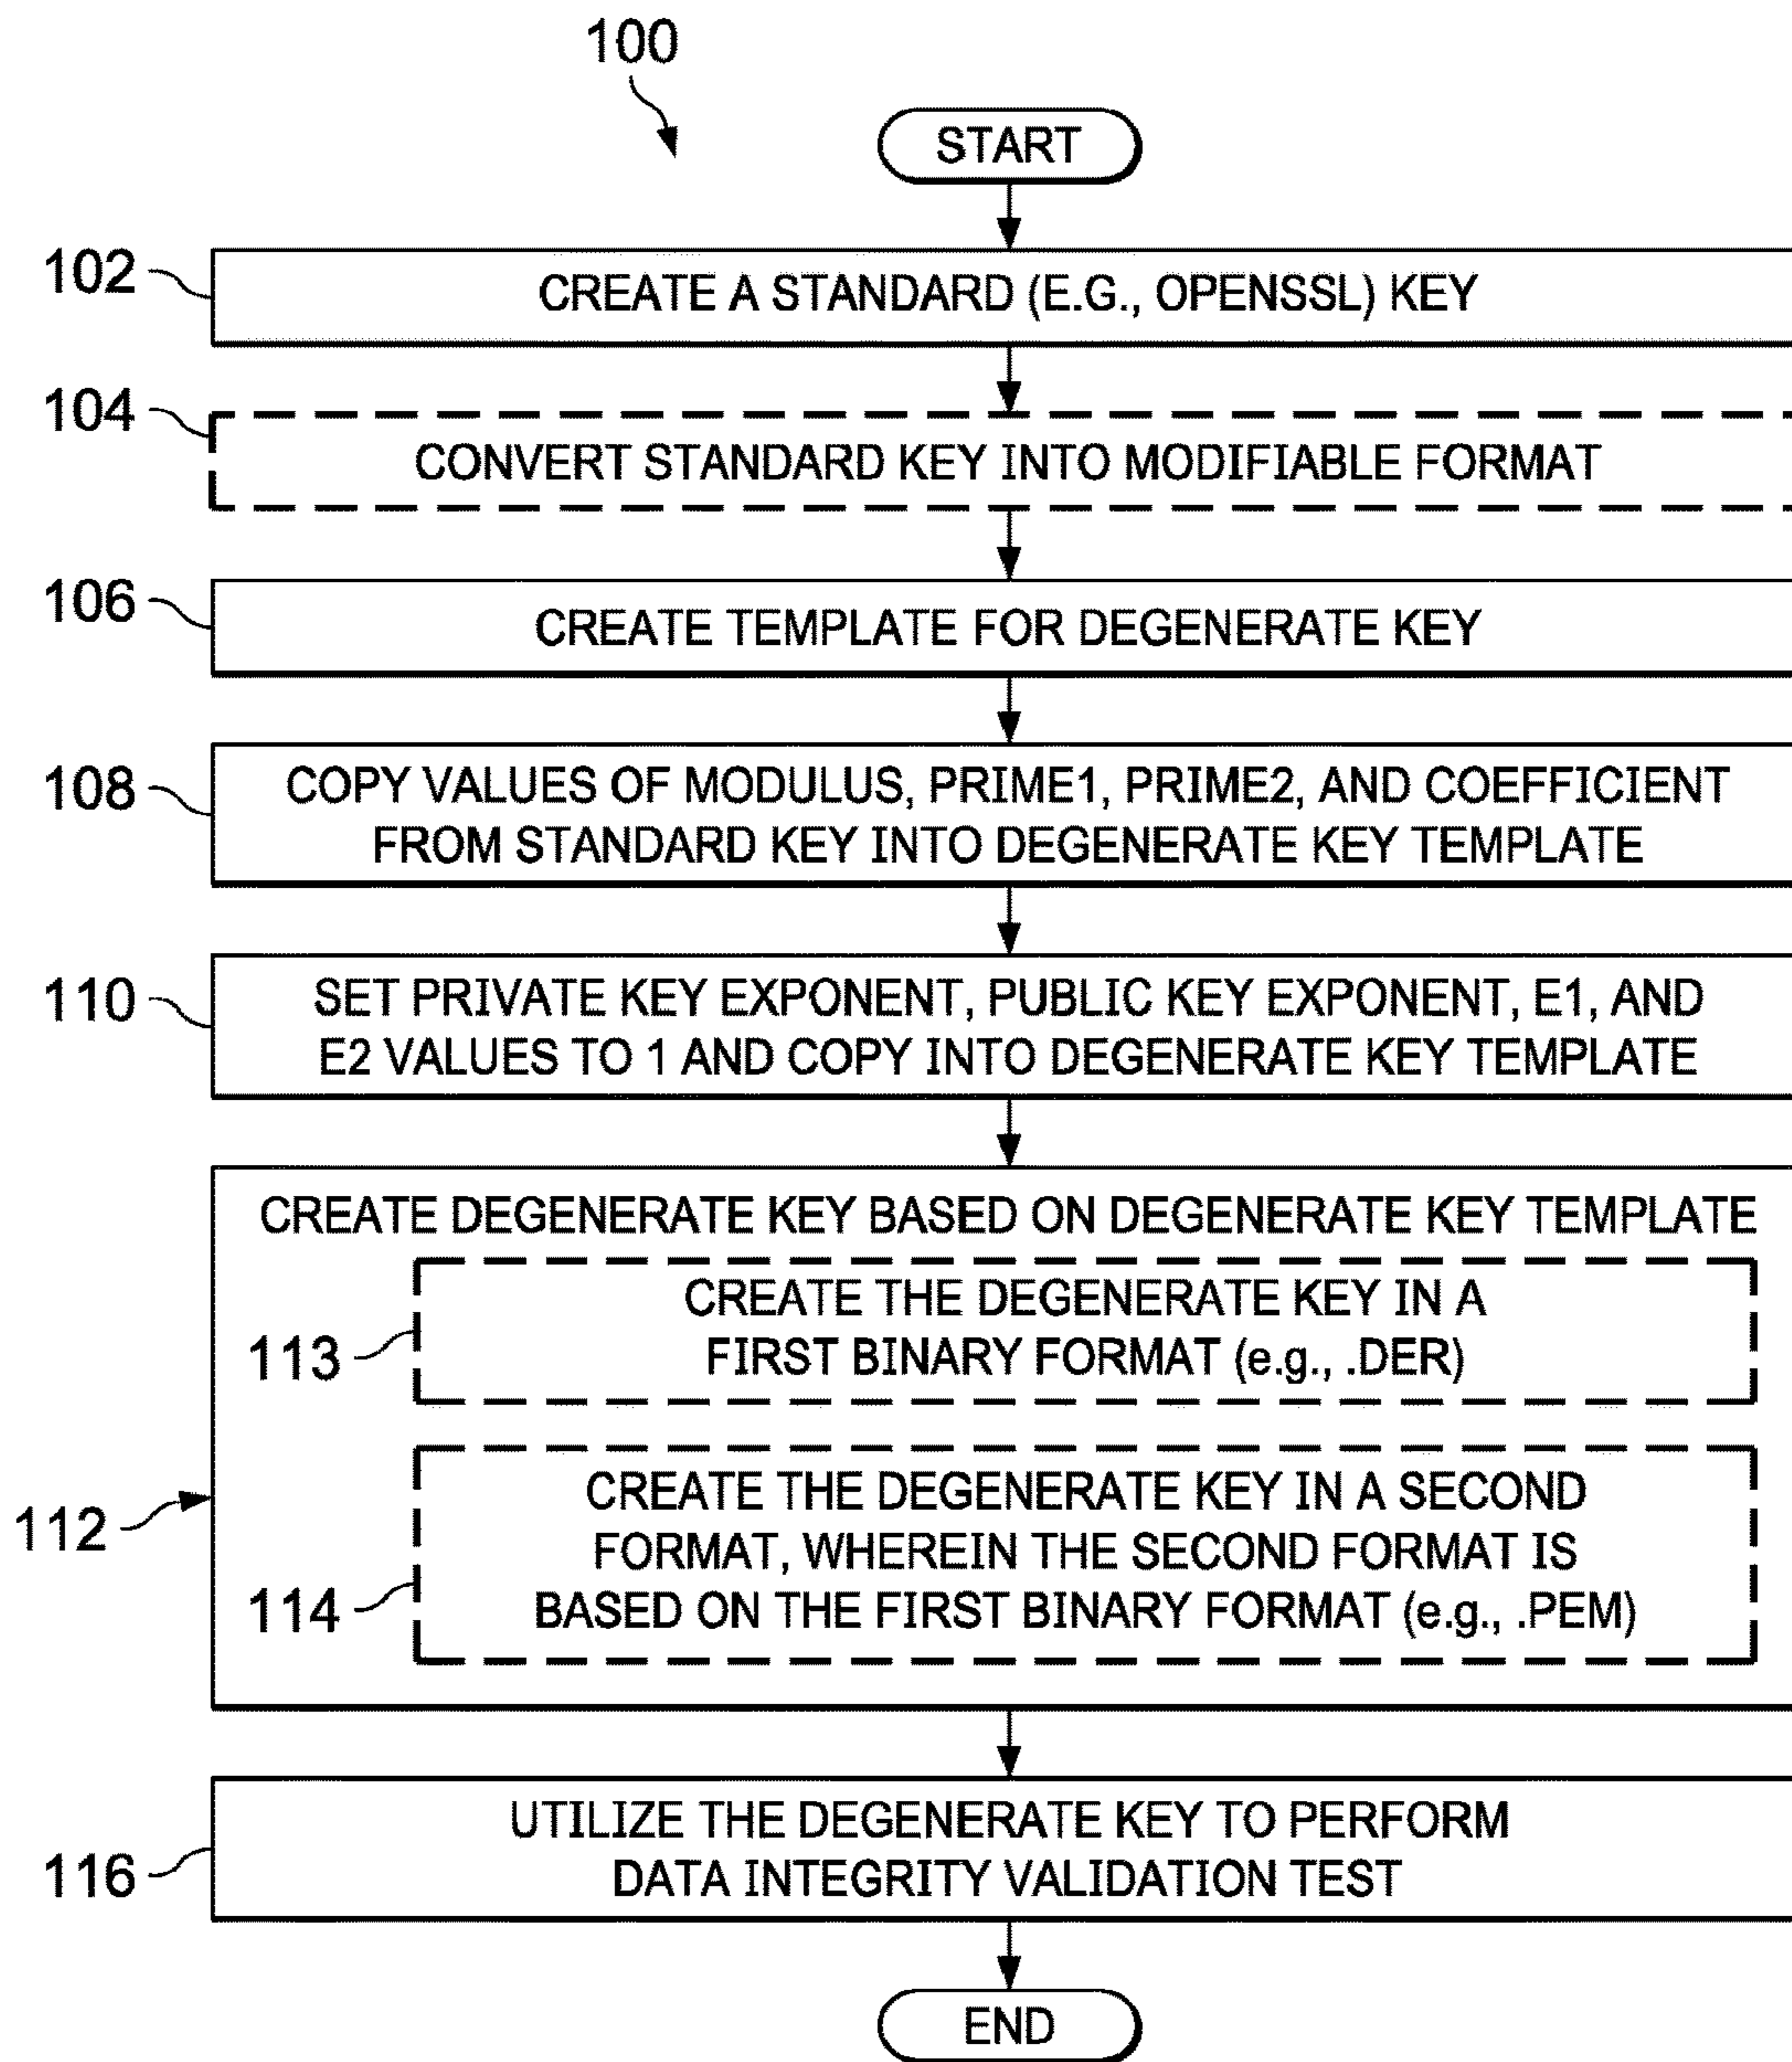 100
START
102
CREATE A STANDARD (E.G., OPENSSL) KEY
104
CONVERT STANDARD KEY INTO MODIFIABLE FORMAT
106
CREATE TEMPLATE FOR DEGENERATE KEY
108
COPY VALUES OF MODULUS, PRIME1, PRIME2, AND COEFFICIENT
FROM STANDARD KEY INTO DEGENERATE KEY TEMPLATE
110
SET PRIVATE KEY EXPONENT, PUBLIC KEY EXPONENT, E1, AND
E2 VALUES TO 1 AND COPY INTO DEGENERATE KEY TEMPLATE
112
CREATE DEGENERATE KEY BASED ON DEGENERATE KEY TEMPLATE
113
CREATE THE DEGENERATE KEY IN A
FIRST BINARY FORMAT (e.g., .DER)
114
CREATE THE DEGENERATE KEY IN A SECOND
FORMAT, WHEREIN THE SECOND FORMAT IS
BASED ON THE FIRST BINARY FORMAT (e.g., .PEM)
116
UTILIZE THE DEGENERATE KEY TO PERFORM
DATA INTEGRITY VALIDATION TEST
END